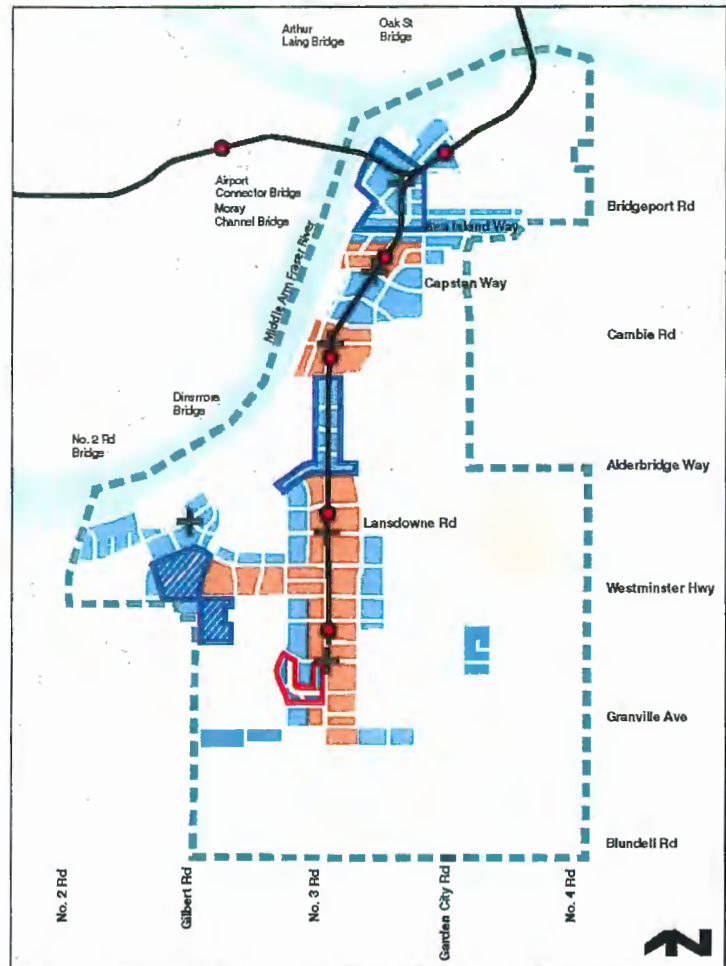 Arthur
Laing Bridge
Oak St
Bridge
Airport
Connector Bridge
Moray
Channel Bridge
Bridgeport Rd
Sea Island Way
Middle Arm Fraser River
Capstan Way
Cambie Rd
Dinsmore
Bridge
No. 2 Rd
Bridge
Alderbridge Way
Lansdowne Rd
Westminster Hwy
Granville Ave
Blundell Rd
No. 2 Rd
Gilbert Rd
No. 3 Rd
Garden City Rd
No. 4 Rd
N